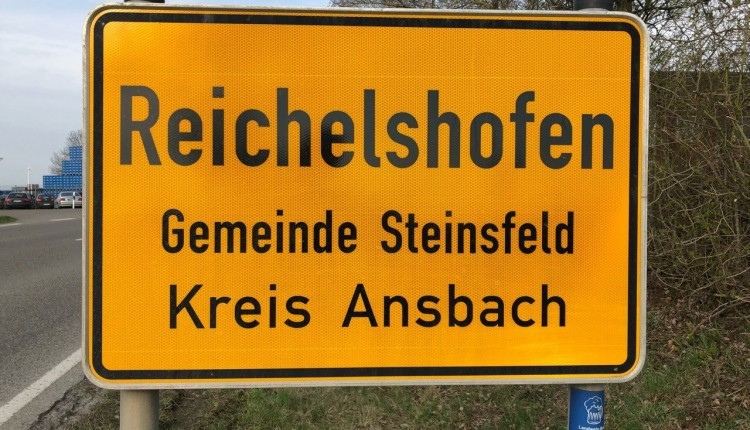 Reichelshofen
Gemeinde Steinsfeld
Kreis Ansbach